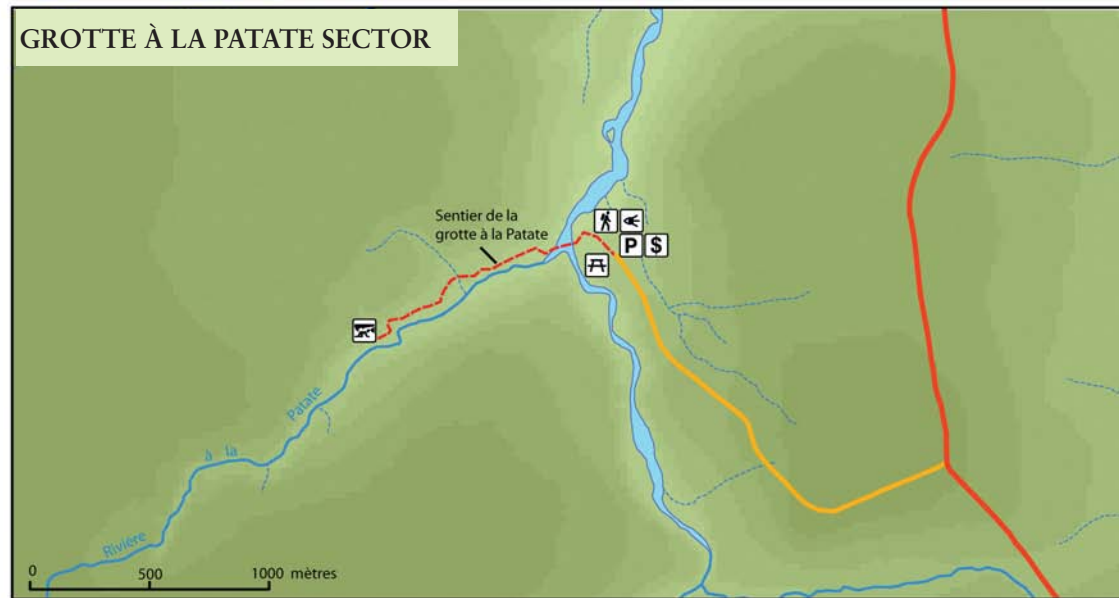 GROTTE À LA PATATE SECTOR
Sentier de la
grotte à la Patate
P $
Rivière à la Patate
0 500 1000 mètres